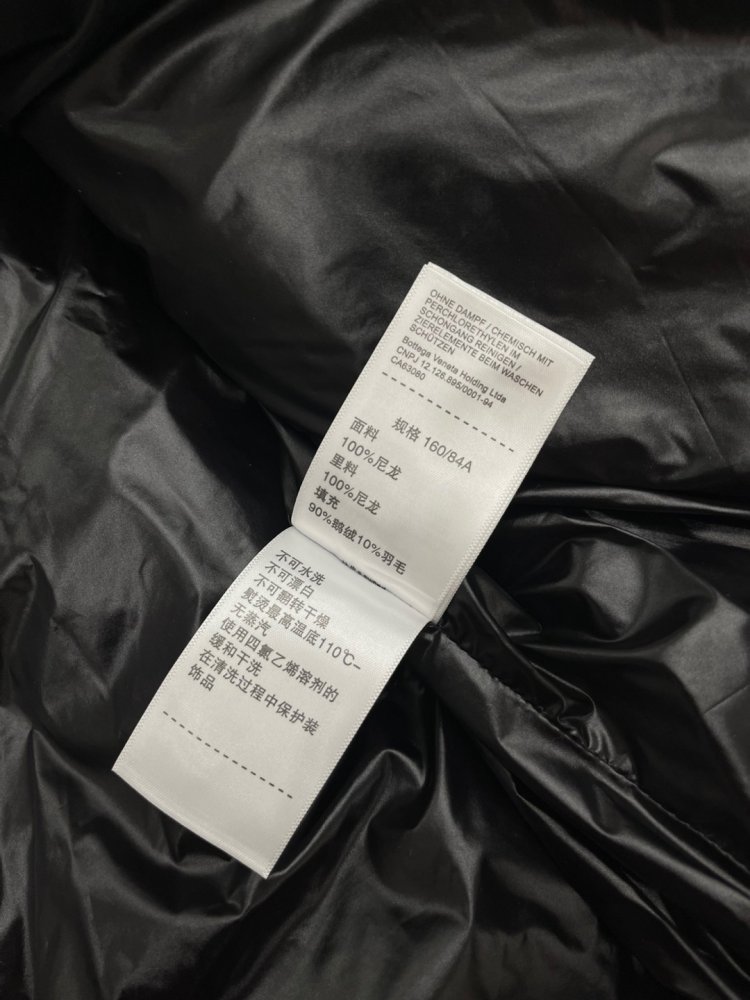 OHNE DAMPF / CHEMISCH MIT
PERCHLORETHYLEN IM
SCHONGANG REINIGEN /
ZIERELEMENTE BEIM WASCHEN
SCHÜTZEN
Bottega Veneta Holding Ltda
CNPJ 12.126.895/0001-94
CA63080
规格 160/84A
面料
100%尼龙
里料
100%尼龙
填充
90%鹅绒10%羽毛
不可水洗
不可漂白
不可翻转干燥
熨烫最高温底110℃-
无蒸汽
使用四氯乙烯溶剂的
缓和干洗
在清洗过程中保护装
饰品